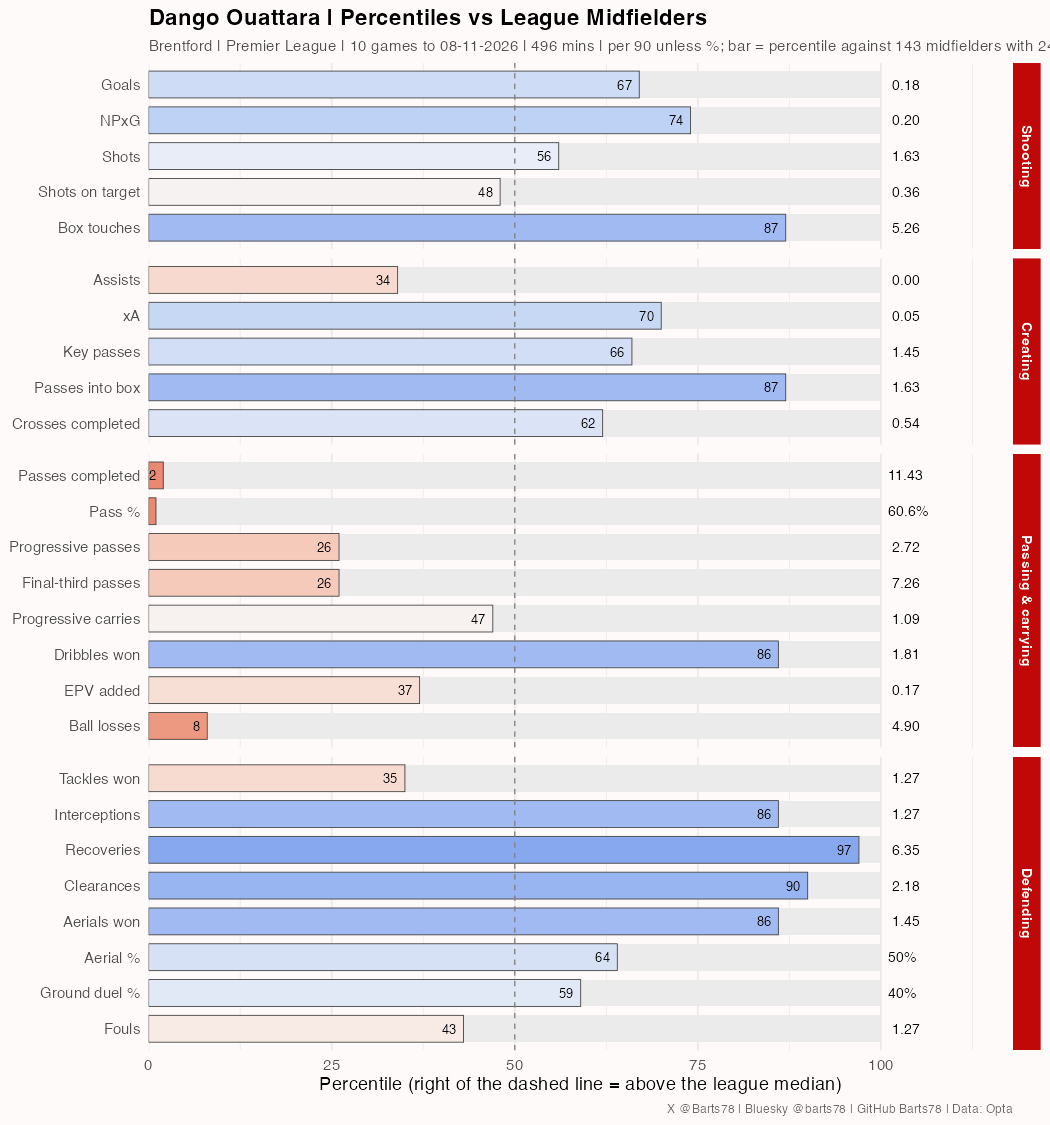 Dango Ouattara | Percentiles vs League Midfielders
Brentford | Premier League | 10 games to 08-11-2026 | 496 mins | per 90 unless %; bar = percentile against 143 midfielders with 24
Goals 67 0.18
NPxG 74 0.20
Shots 56 1.63
Shots on target 48 0.36
Box touches 87 5.26
Shooting
Assists 34 0.00
xA 70 0.05
Key passes 66 1.45
Passes into box 87 1.63
Crosses completed 62 0.54
Creating
Passes completed 2 11.43
Pass % 60.6%
Progressive passes 26 2.72
Final-third passes 26 7.26
Progressive carries 47 1.09
Dribbles won 86 1.81
EPV added 37 0.17
Ball losses 8 4.90
Passing & carrying
Tackles won 35 1.27
Interceptions 86 1.27
Recoveries 97 6.35
Clearances 90 2.18
Aerials won 86 1.45
Aerial % 64 50%
Ground duel % 59 40%
Fouls 43 1.27
Defending
0 25 50 75 100
Percentile (right of the dashed line = above the league median)
X @Barts78 | Bluesky @barts78 | GitHub Barts78 | Data: Opta